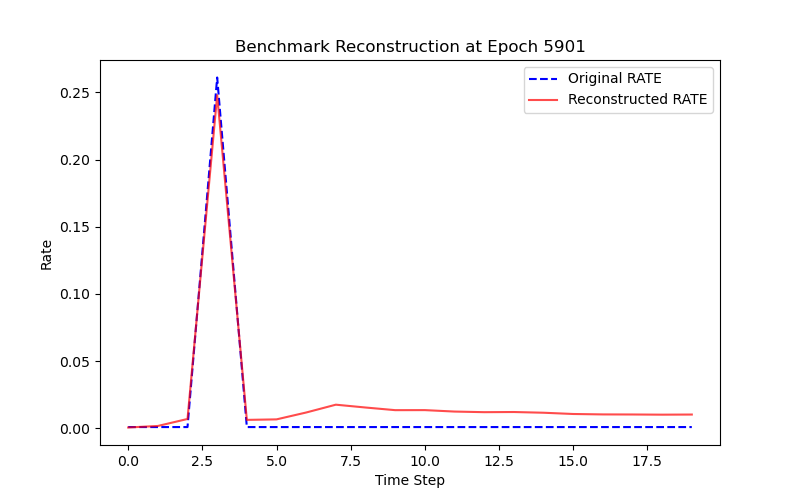 Benchmark Reconstruction at Epoch 5901
Original RATE
Reconstructed RATE
0.25
0.20
0.15
0.10
0.05
0.00
Rate
0.0 2.5 5.0 7.5 10.0 12.5 15.0 17.5
Time Step